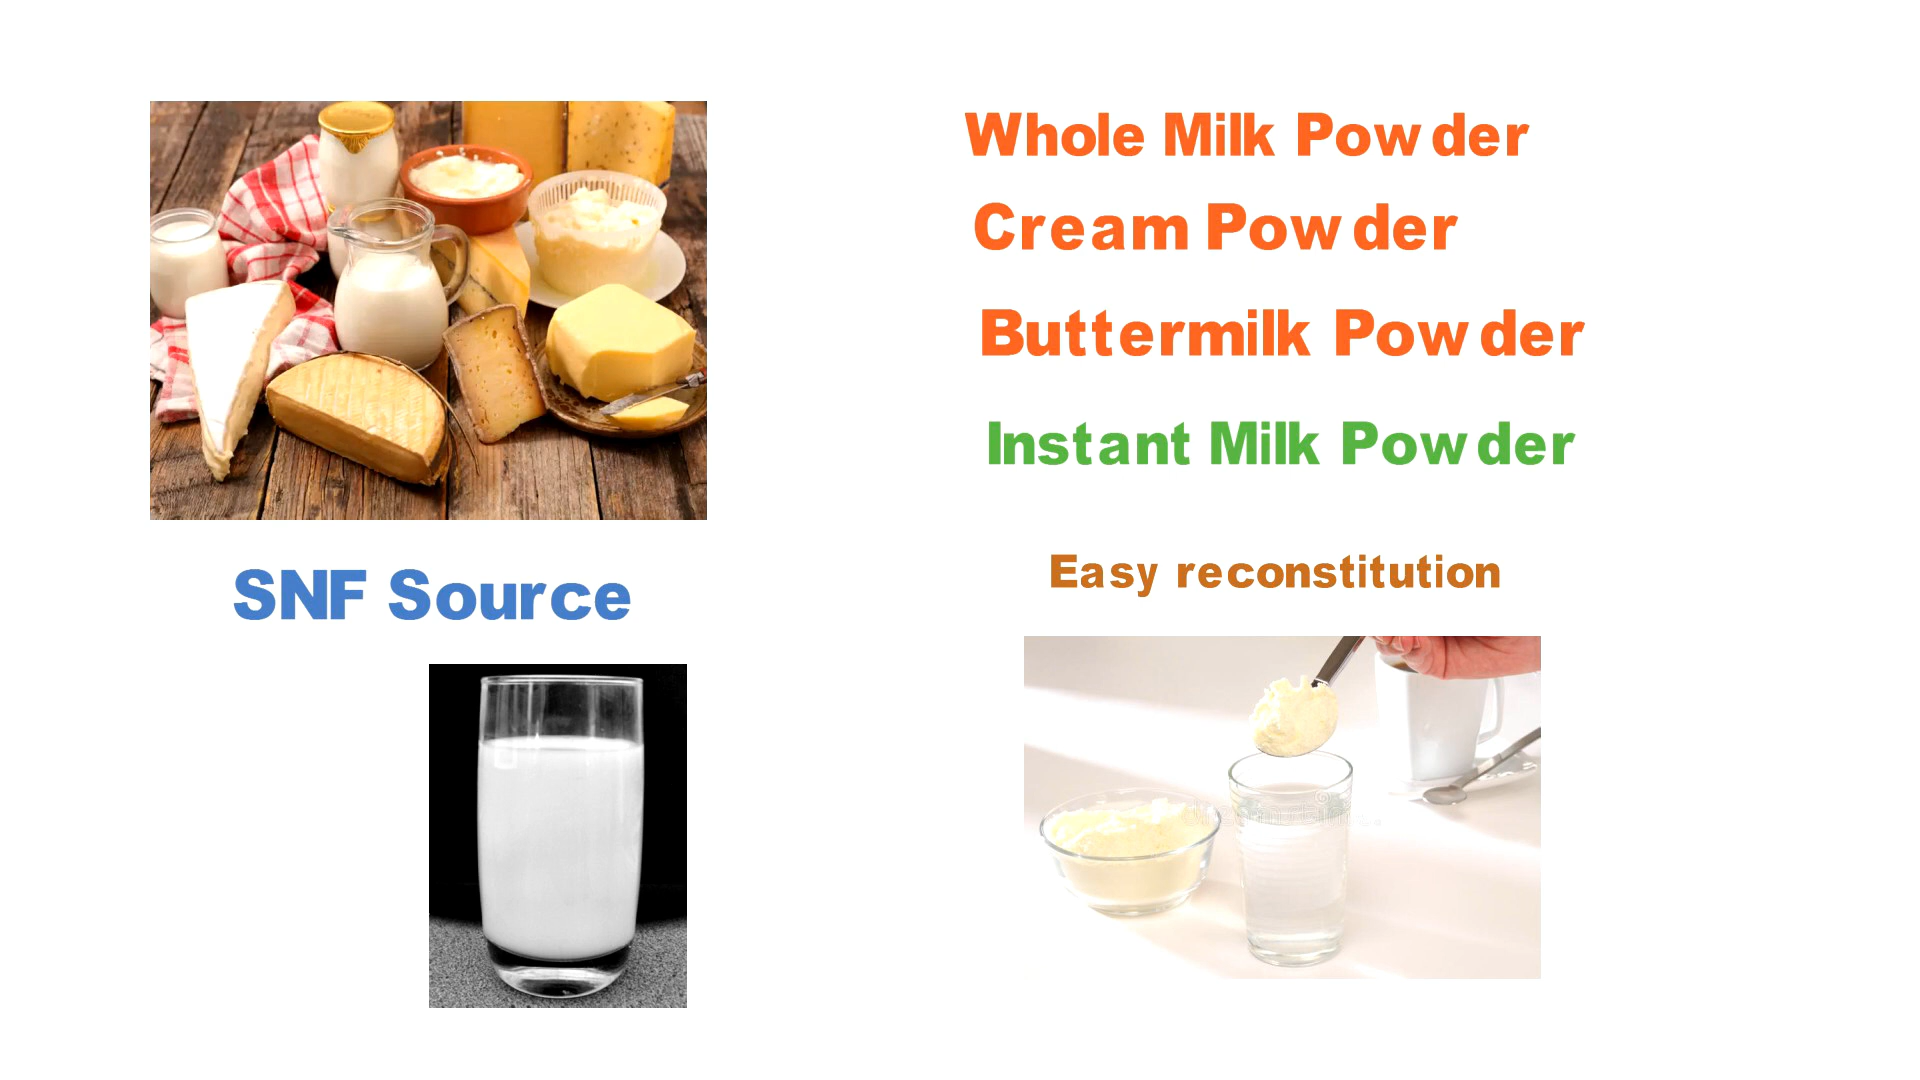 Whole Milk Powder
Cream Powder
Buttermilk Powder
Instant Milk Powder
Easy reconstitution
SNF Source